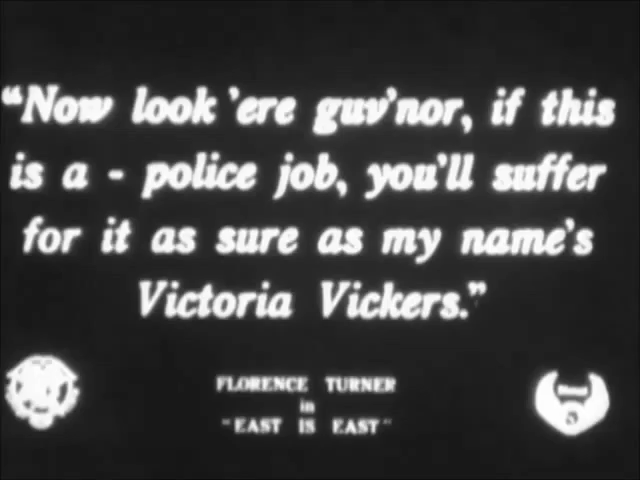 “Now look 'ere guv'nor, if this
is a - police job, you'll suffer
for it as sure as my name's
Victoria Vickers.”
FLORENCE TURNER
in
"EAST IS EAST"